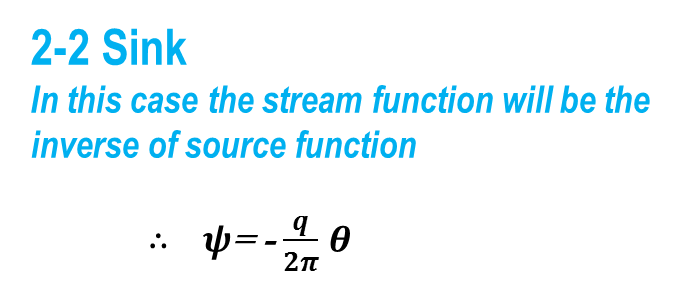 2-2 Sink
In this case the stream function will be the
inverse of source function
∴ ψ=-q/2π θ